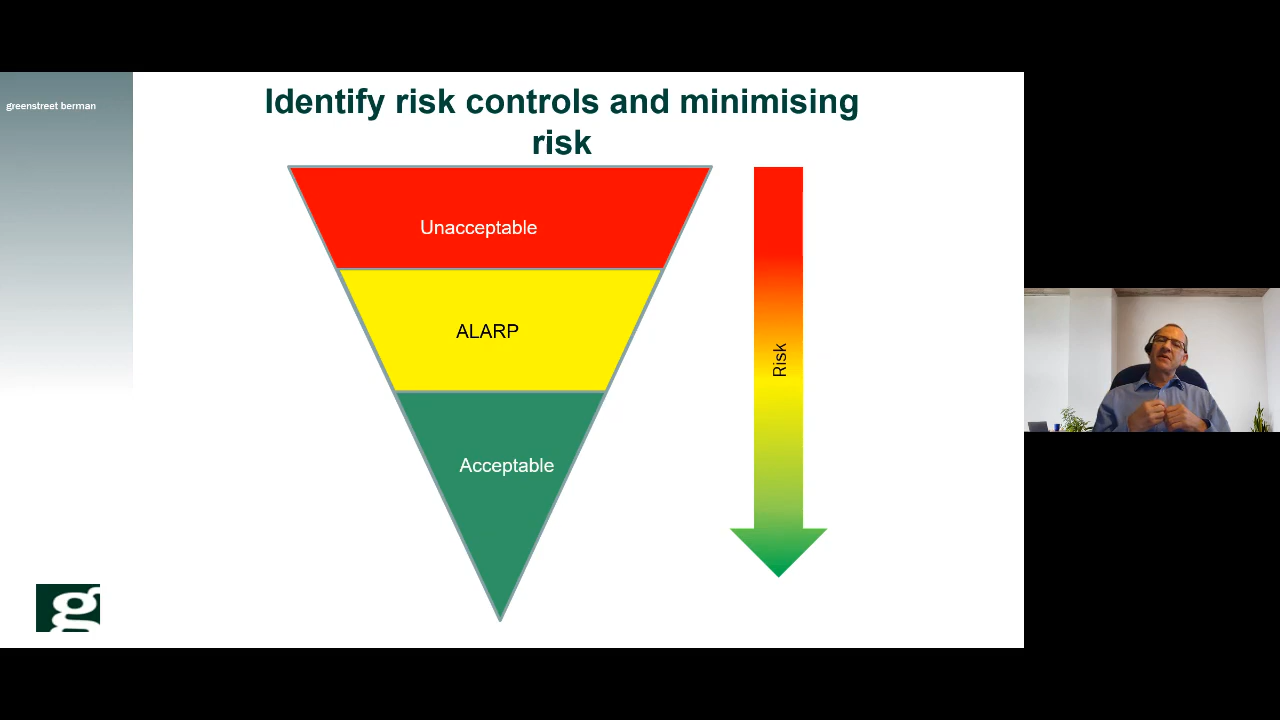 greenstreet berman
Identify risk controls and minimising
risk
Unacceptable
ALARP
Risk
Acceptable
g